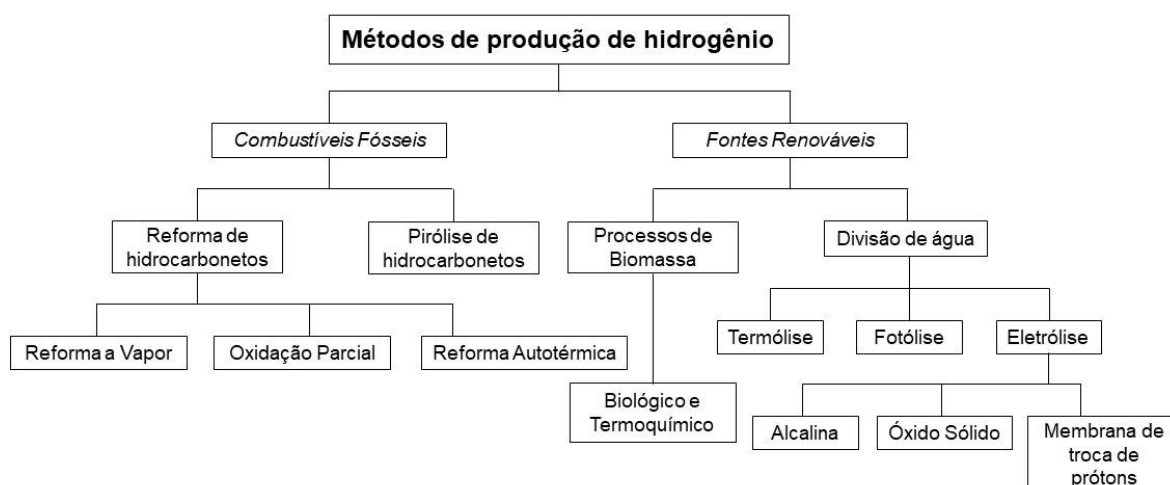 Métodos de produção de hidrogênio
Combustíveis Fósseis
Fontes Renováveis
Reforma de
hidrocarbonetos
Pirólise de
hidrocarbonetos
Processos de
Biomassa
Divisão de água
Reforma a Vapor
Oxidação Parcial
Reforma Autotérmica
Termólise
Fotólise
Eletrólise
Biológico e
Termoquímico
Alcalina
Óxido Sólido
Membrana de
troca de
prótons